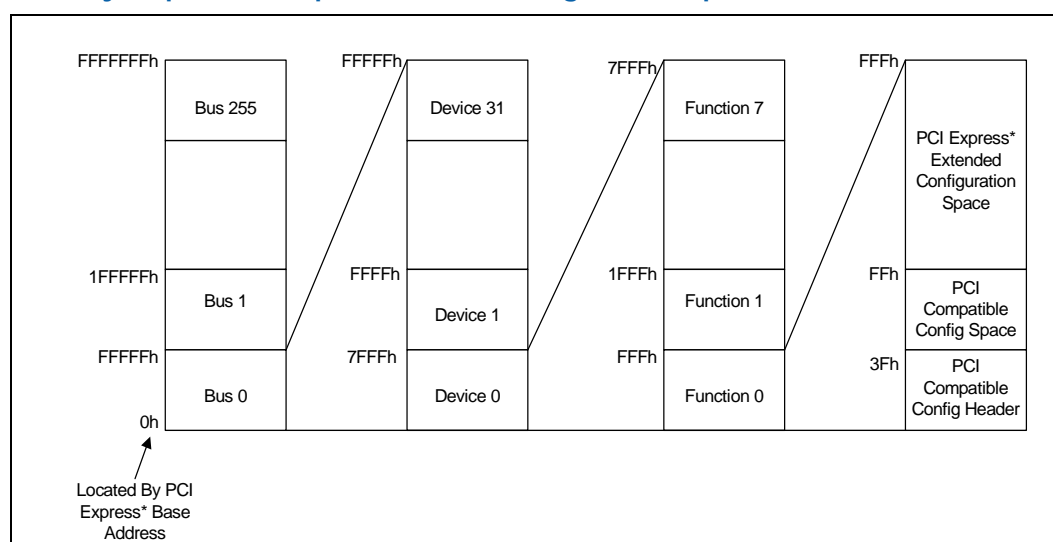 FFFFFFFh
FFFFFh
7FFFh
FFFh
Bus 255
Device 31
Function 7
PCI Express*
Extended
Configuration
Space
1FFFFFh
FFFFh
1FFFh
FFh
Bus 1
Device 1
Function 1
PCI
Compatible
Config Space
FFFFFh
7FFFh
FFFh
3Fh
Bus 0
Device 0
Function 0
PCI
Compatible
Config Header
0h
Located By PCI
Express* Base
Address